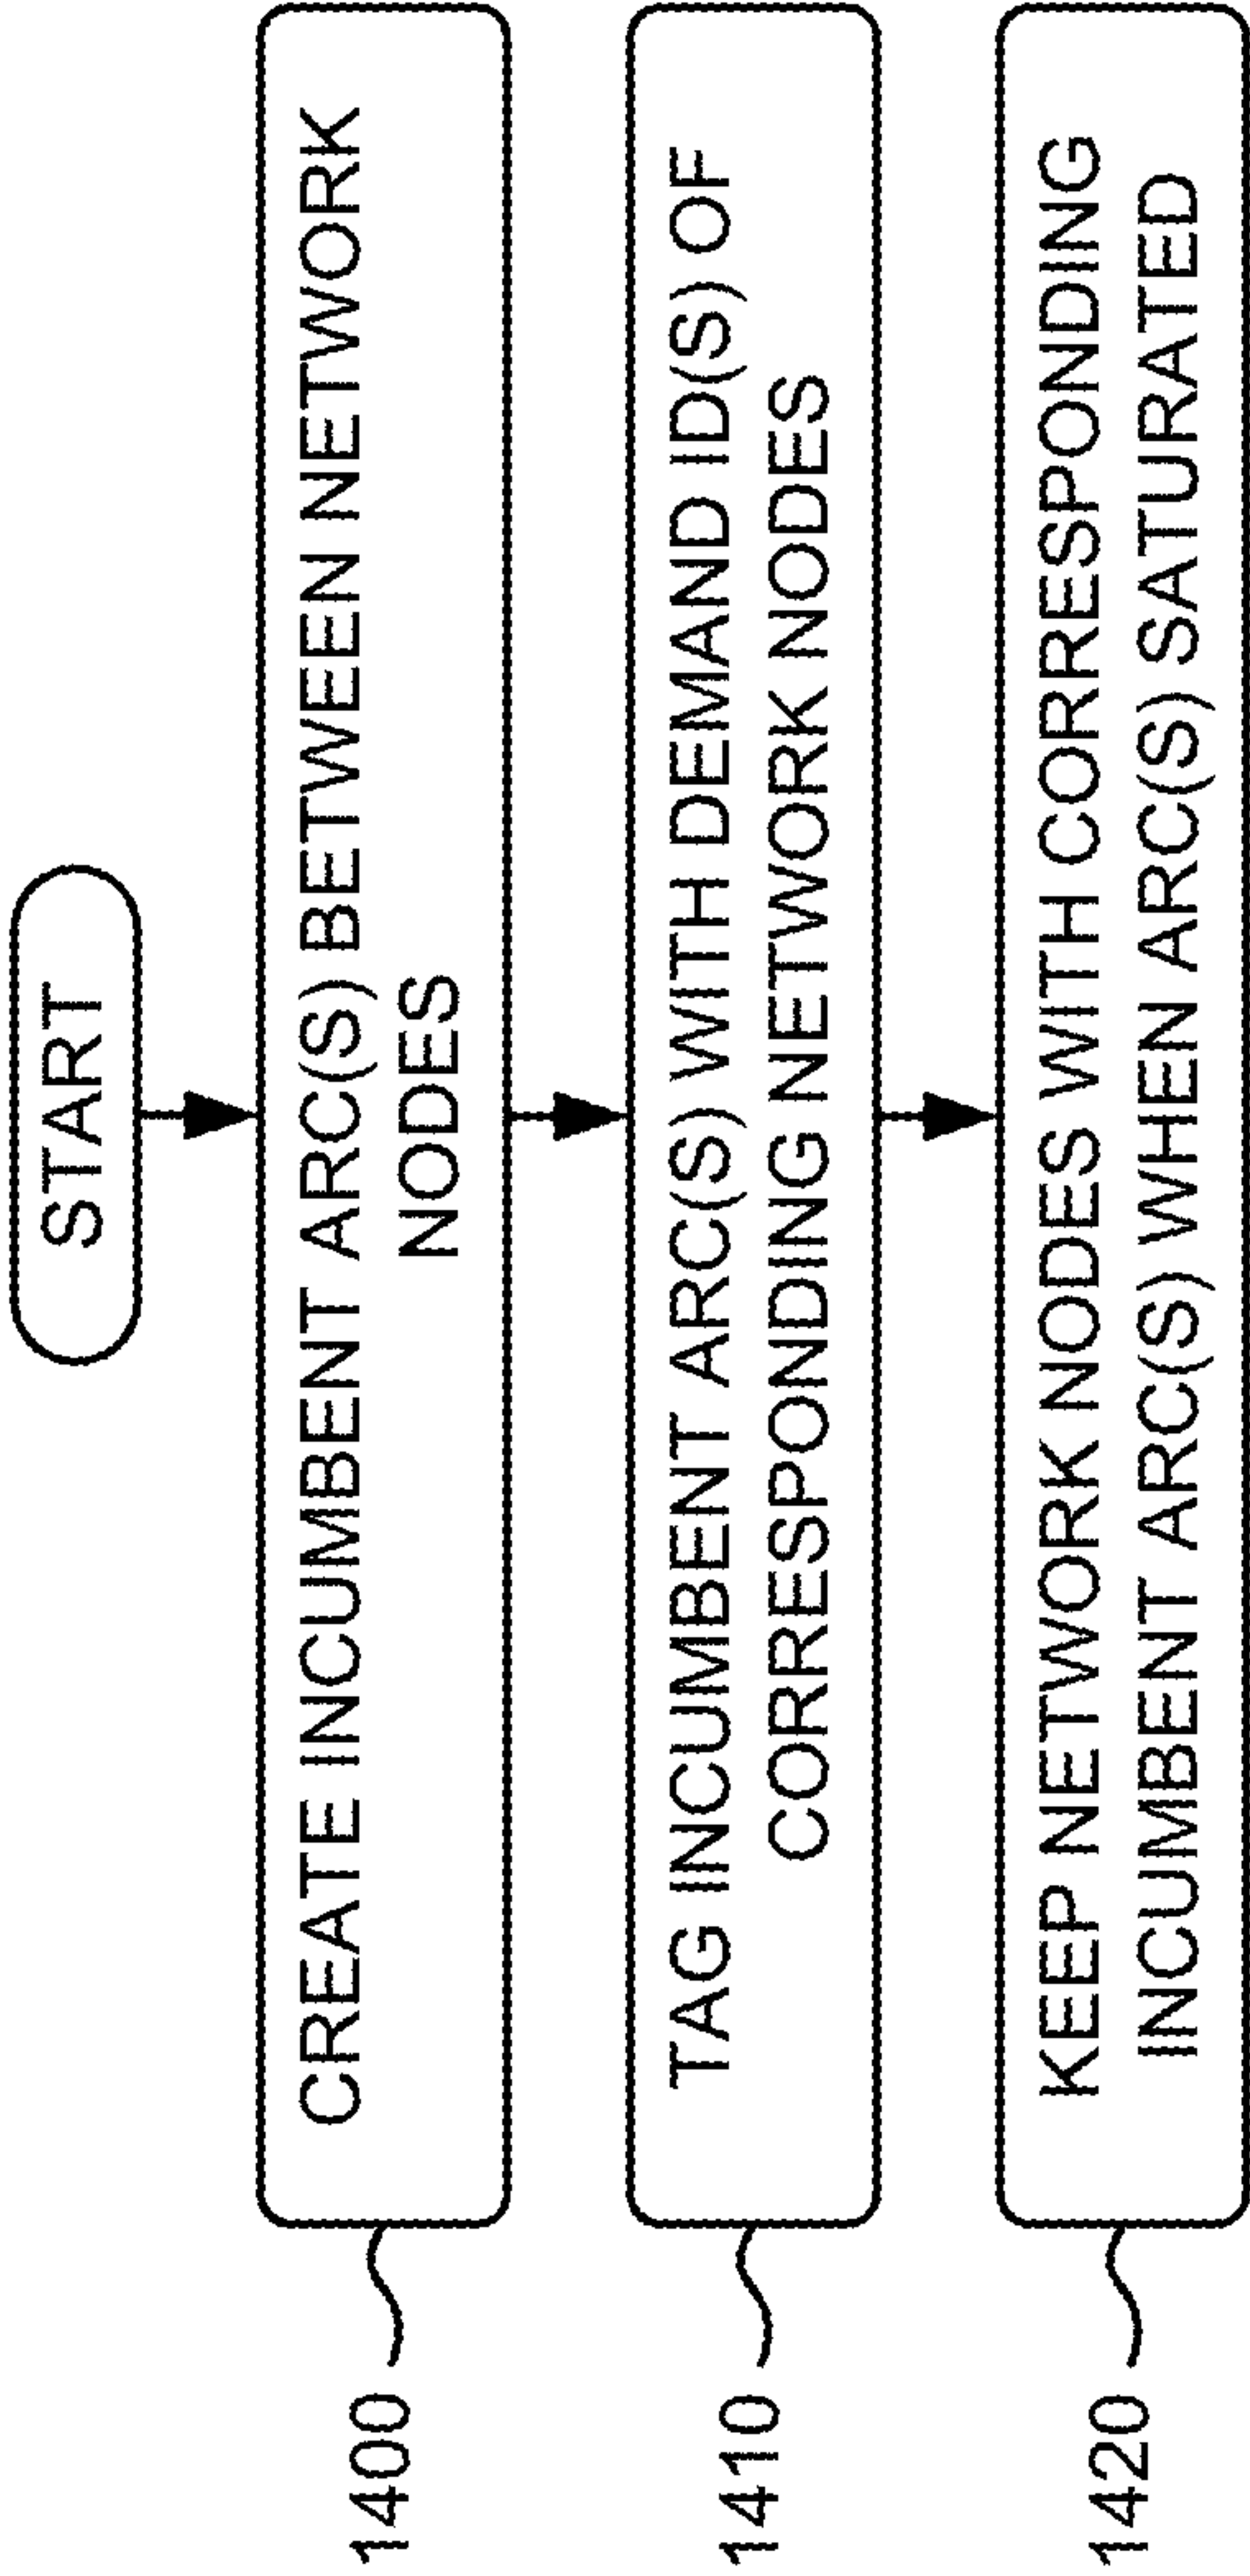 START
1400
CREATE INCUMBENT ARC(S) BETWEEN NETWORK
NODES
1410
TAG INCUMBENT ARC(S) WITH DEMAND ID(S) OF
CORRESPONDING NETWORK NODES
1420
KEEP NETWORK NODES WITH CORRESPONDING
INCUMBENT ARC(S) WHEN ARC(S) SATURATED